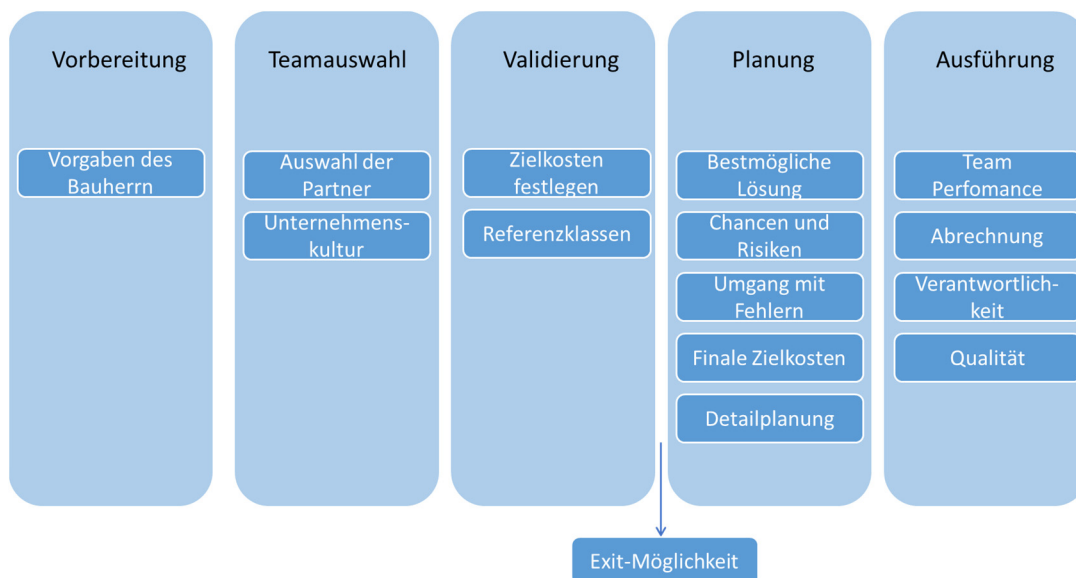 Vorbereitung
Vorgaben des
Bauherrn
Teamauswahl
Auswahl der
Partner
Unternehmens-
kultur
Validierung
Zielkosten
festlegen
Referenzklassen
Planung
Bestmögliche
Lösung
Chancen und
Risiken
Umgang mit
Fehlern
Finale Zielkosten
Detailplanung
Ausführung
Team
Perfomance
Abrechnung
Verantwortlich-
keit
Qualität
Exit-Möglichkeit